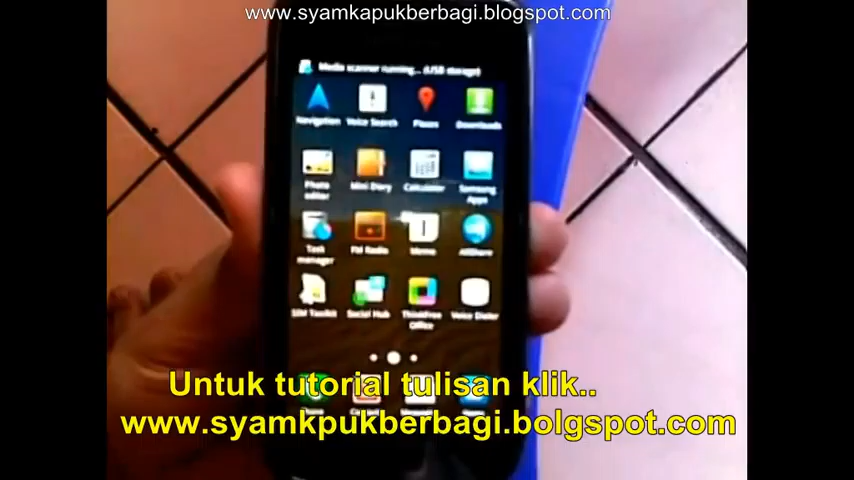 www.syamkapukberbagi.blogspot.com
Media scanner running... (USB storage)
Navigation Voice Search Places Downloads
Photo editor Mini Diary Calculator Samsung Apps
Task manager FM Radio Memo AllShare
SIM Toolkit Social Hub ThinkFree Office Voice Dialer
Untuk tutorial tulisan klik..
www.syamkpukberbagi.bolgspot.com